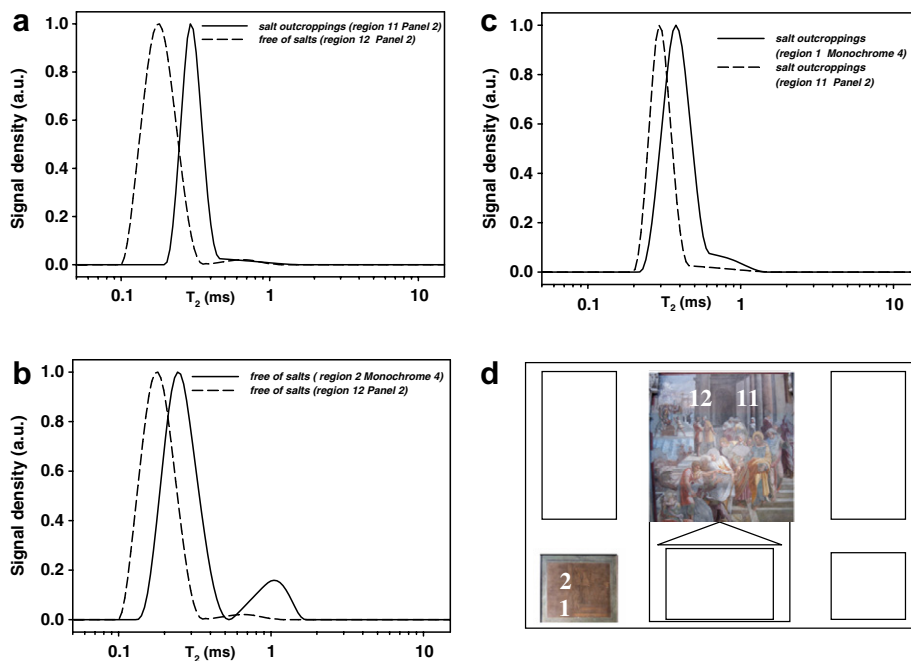 a
salt outcroppings (region 11 Panel 2)
free of salts (region 12 Panel 2)
Signal density (a.u.)
1.0
0.8
0.6
0.4
0.2
0.0
0.1
1
10
T2 (ms)
c
salt outcroppings
(region 1 Monochrome 4)
salt outcroppings
(region 11 Panel 2)
Signal density (a.u.)
1.0
0.8
0.6
0.4
0.2
0.0
0.1
1
10
T2 (ms)
b
free of salts ( region 2 Monochrome 4)
free of salts (region 12 Panel 2)
Signal density (a.u.)
1.0
0.8
0.6
0.4
0.2
0.0
0.1
1
10
T2 (ms)
d
12 11
2
1